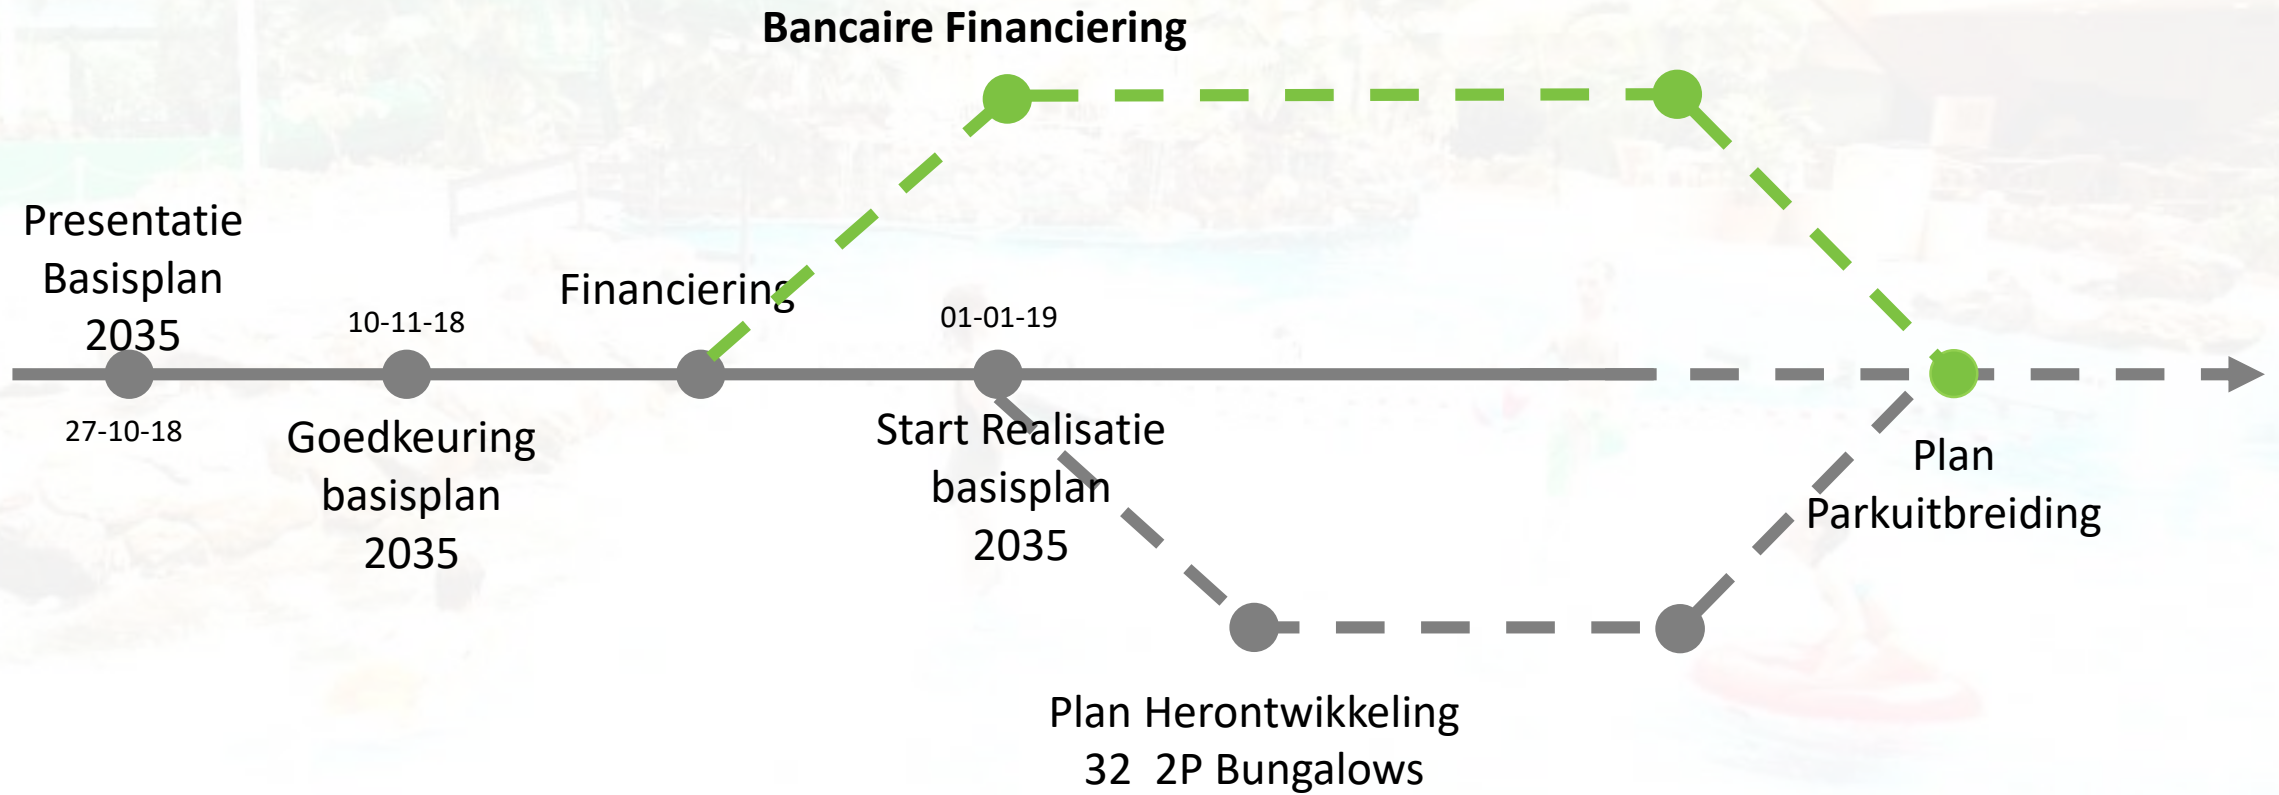 Bancaire Financiering
Presentatie
Basisplan
2035
27-10-18
10-11-18
Goedkeuring
basisplan
2035
Financiering
01-01-19
Start Realisatie
basisplan
2035
Plan Herontwikkeling
32  2P Bungalows
Plan
Parkuitbreiding